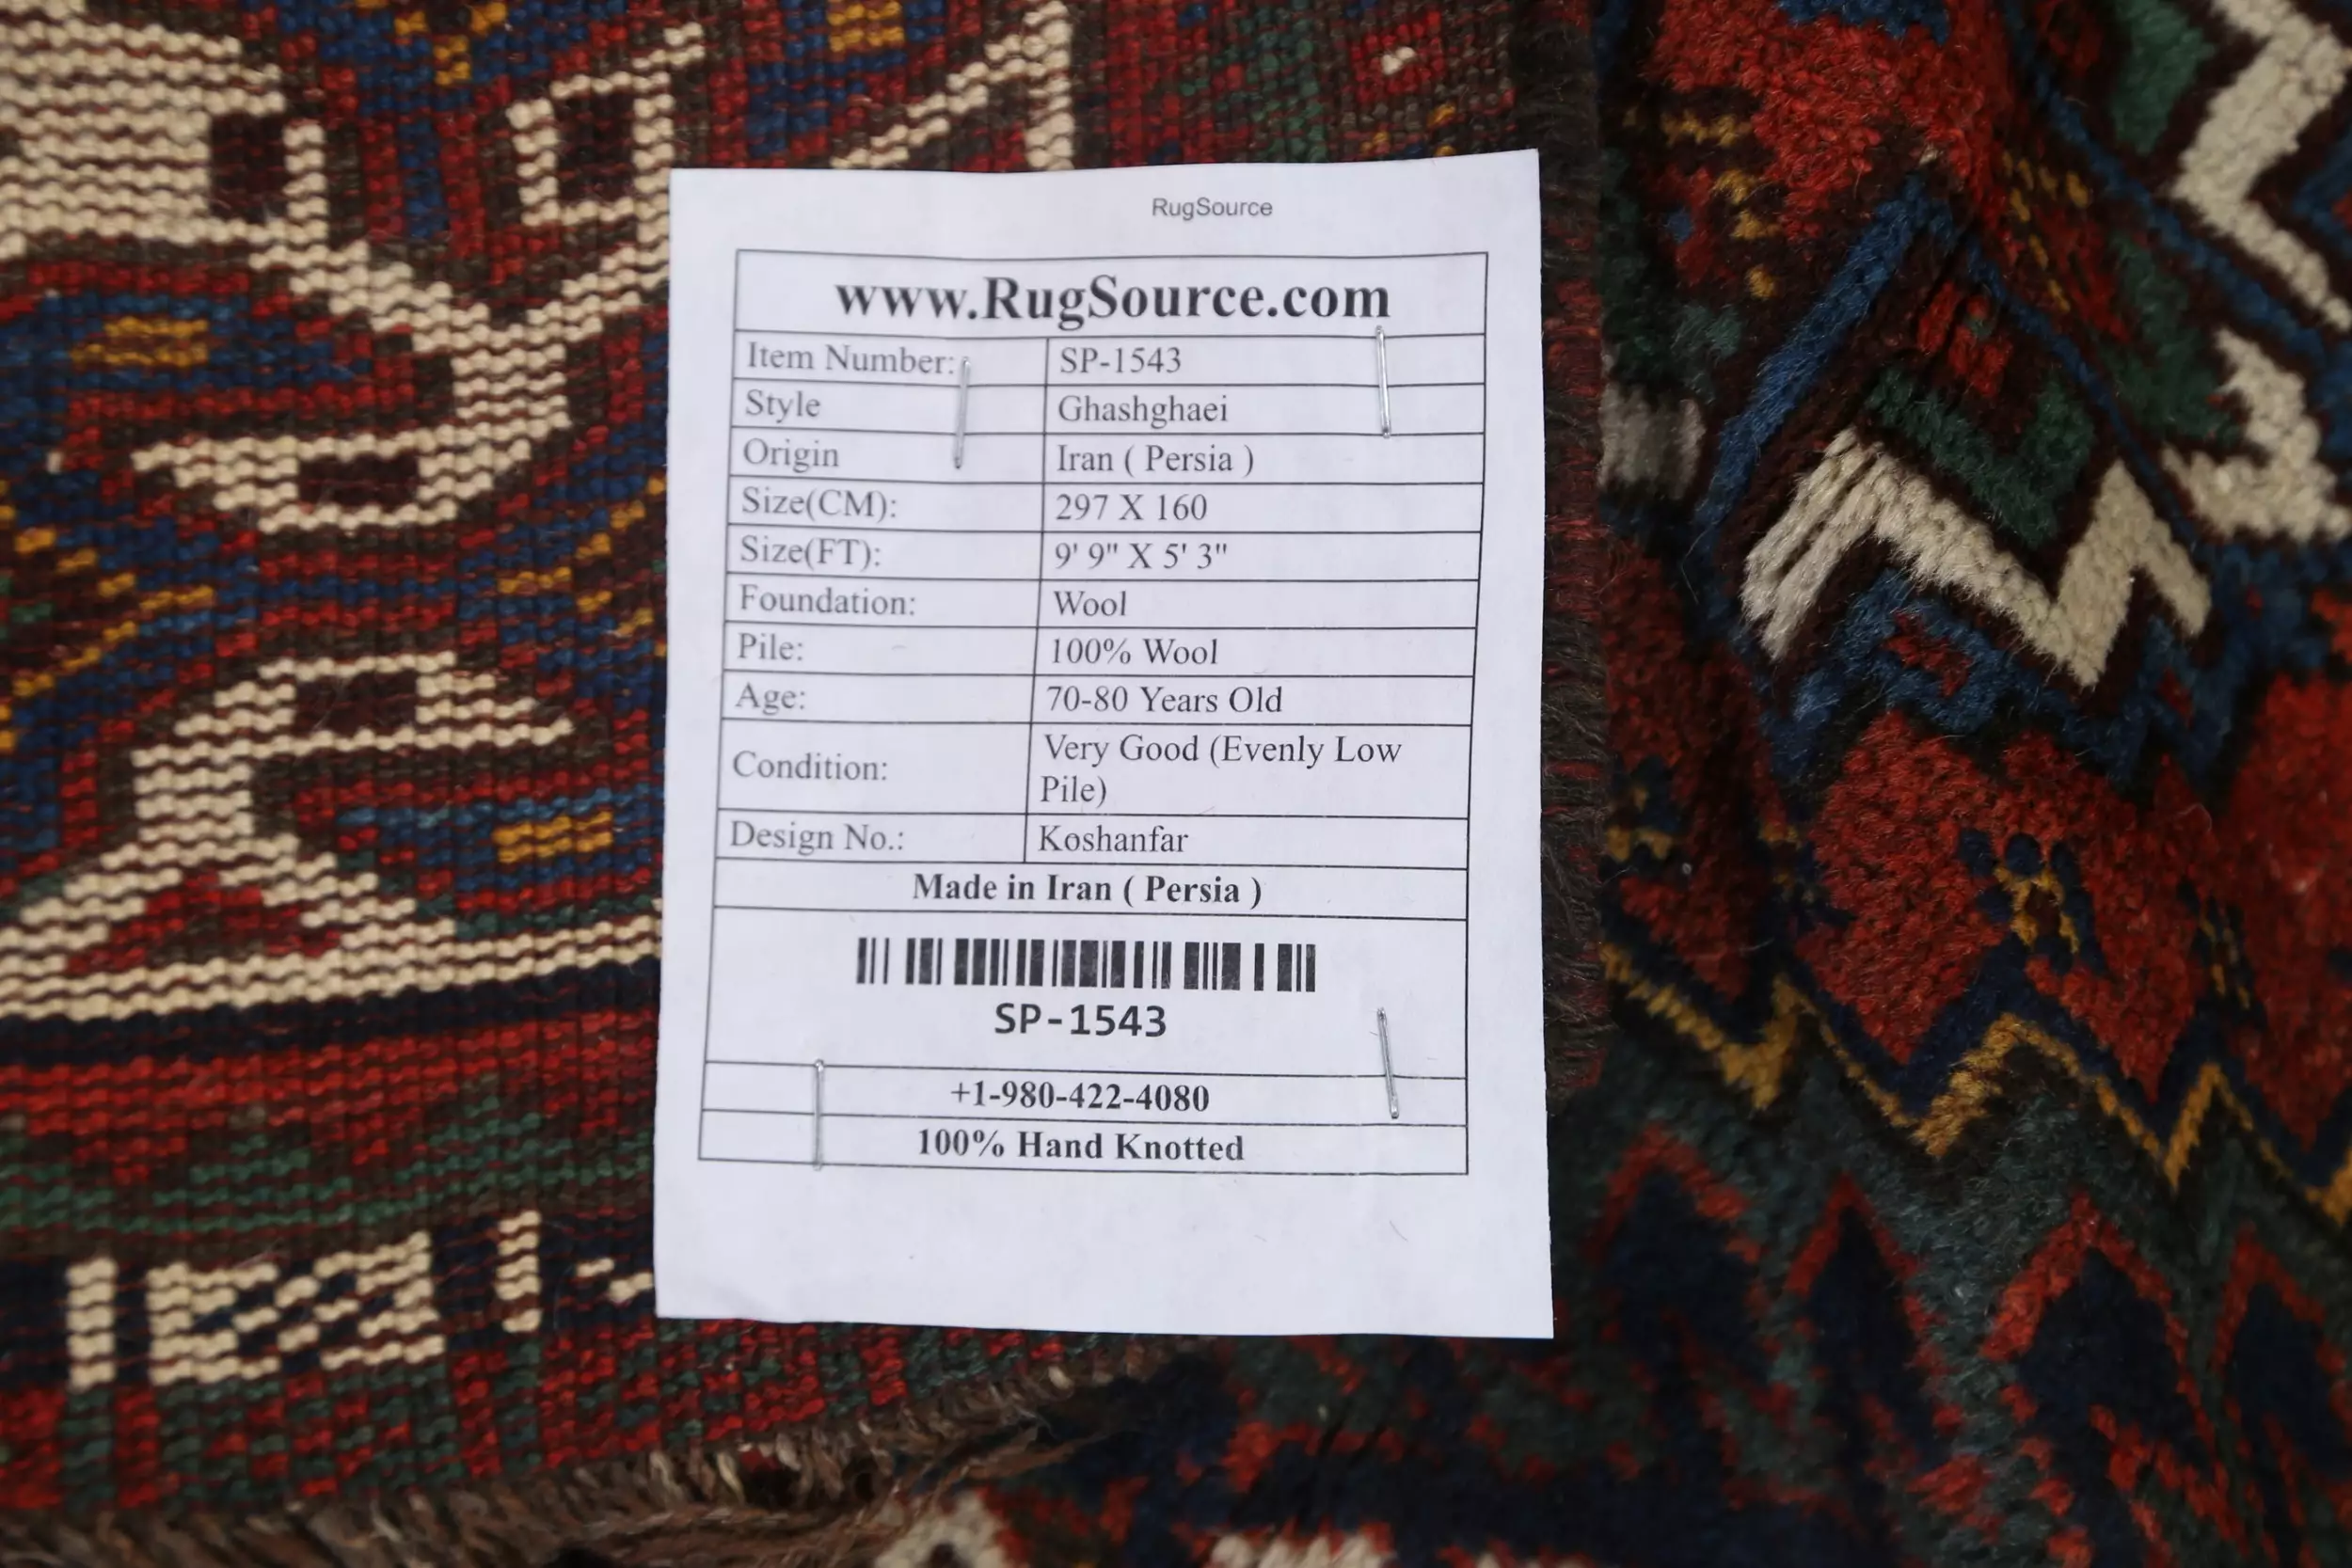 RugSource
www.RugSource.com
Item Number: SP-1543
Style Ghashghaei
Origin Iran ( Persia )
Size(CM): 297 X 160
Size(FT): 9' 9" X 5' 3"
Foundation: Wool
Pile: 100% Wool
Age: 70-80 Years Old
Condition: Very Good (Evenly Low
Pile)
Design No.: Koshanfar
Made in Iran ( Persia )
SP-1543
+1-980-422-4080
100% Hand Knotted